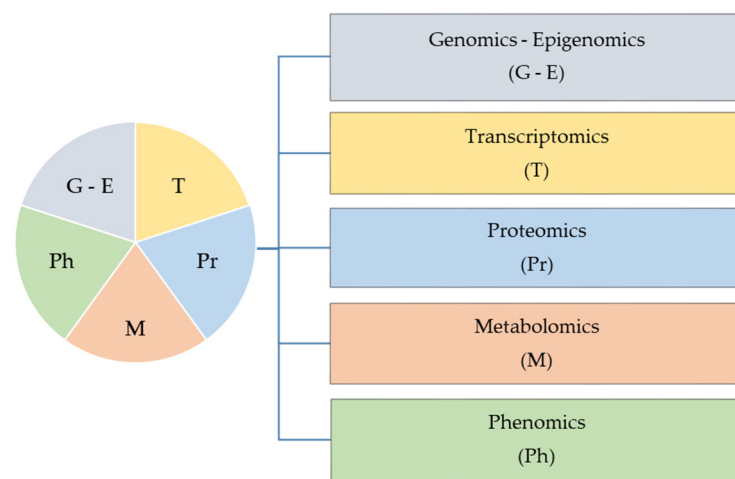 G - E
T
Ph
Pr
M
Genomics - Epigenomics
(G - E)
Transcriptomics
(T)
Proteomics
(Pr)
Metabolomics
(M)
Phenomics
(Ph)